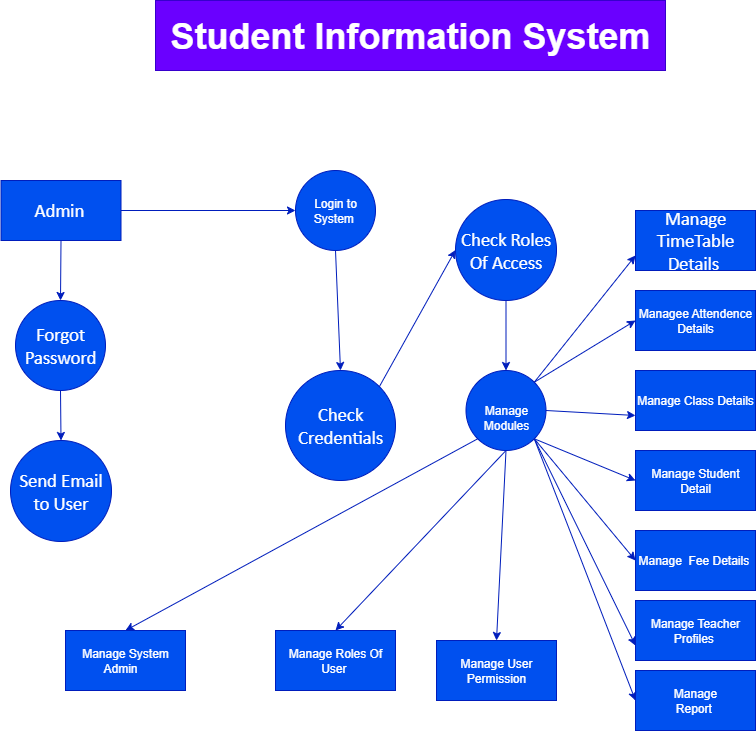 Student Information System
Admin
Login to
System
Check Roles
Of Access
Manage
TimeTable
Details
Managee Attendence
Details
Forgot
Password
Check
Credentials
Manage
Modules
Manage Class Details
Send Email
to User
Manage Student
Detail
Manage  Fee Details
Manage Teacher
Profiles
Manage System
Admin
Manage Roles Of
User
Manage User
Permission
Manage
Report